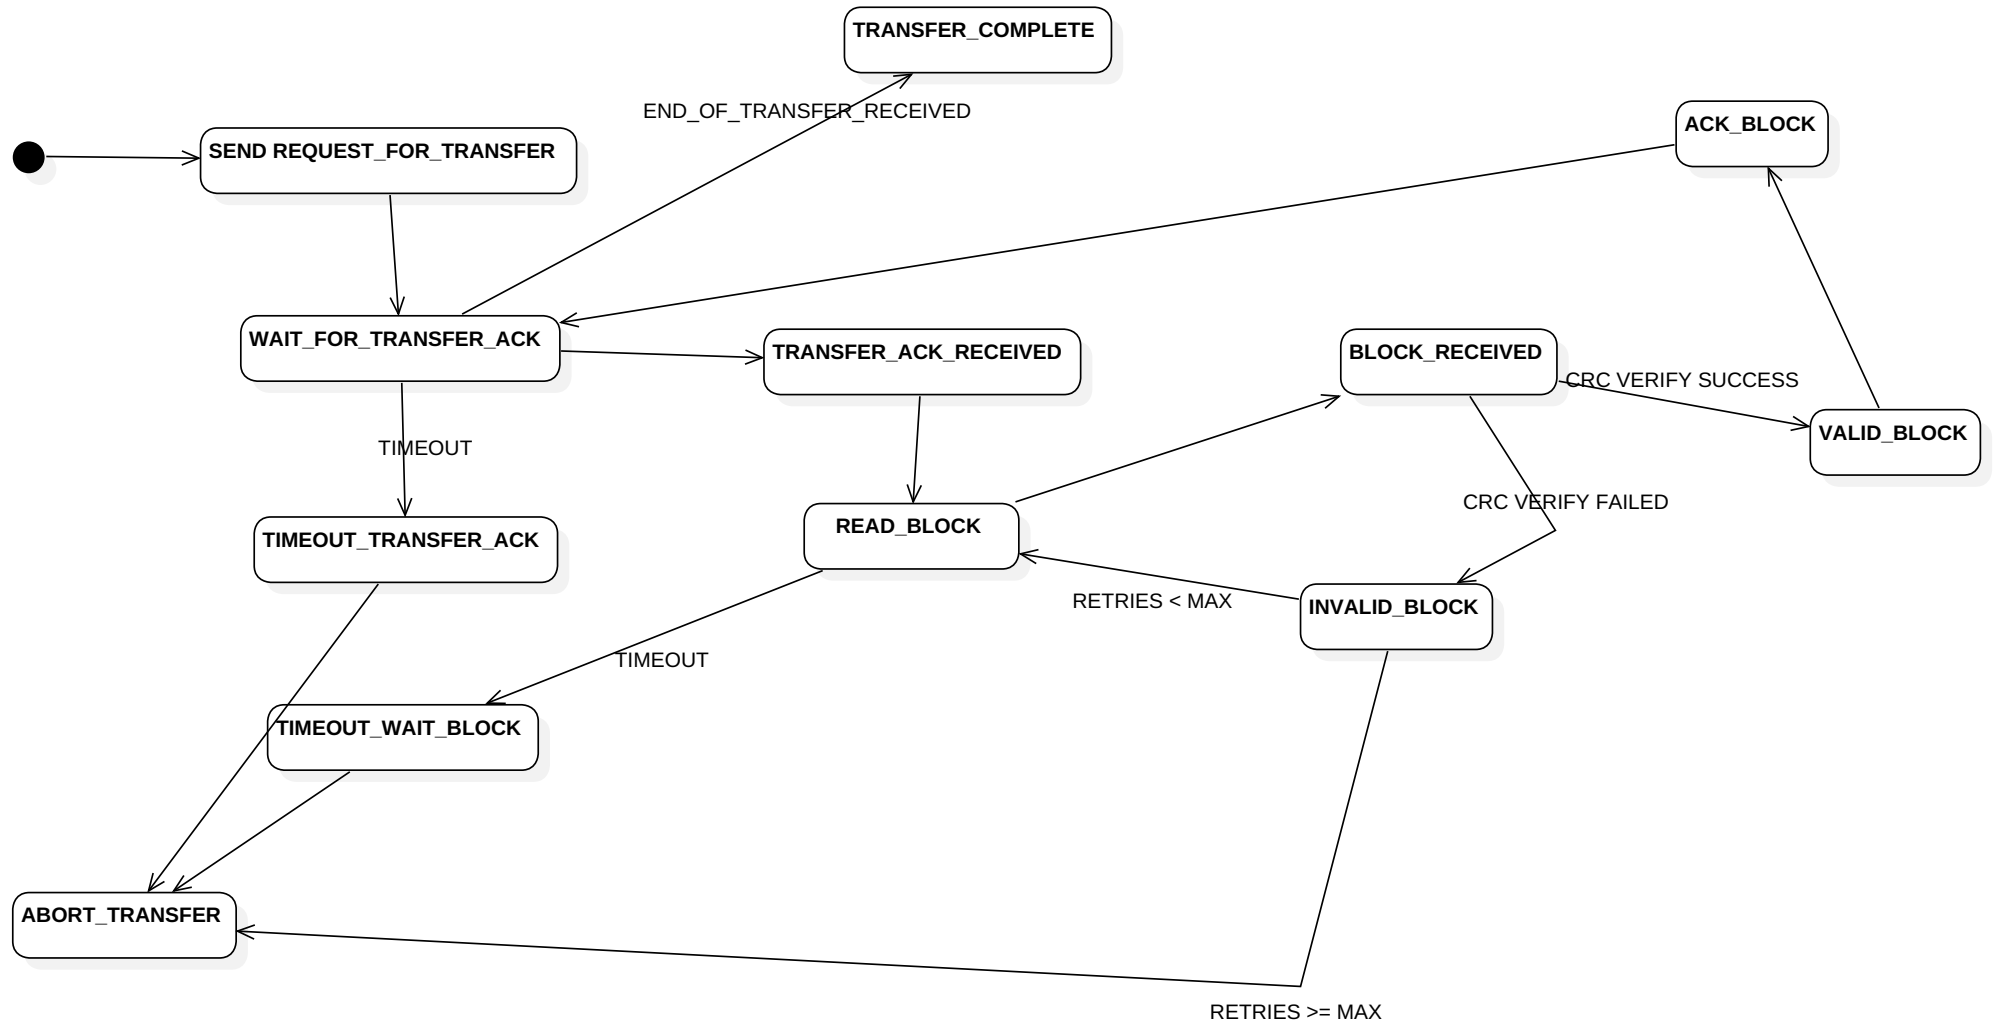 TRANSFER_COMPLETE
END_OF_TRANSFER_RECEIVED
ACK_BLOCK
SEND REQUEST_FOR_TRANSFER
WAIT_FOR_TRANSFER_ACK
TRANSFER_ACK_RECEIVED
BLOCK_RECEIVED
CRC VERIFY SUCCESS
VALID_BLOCK
TIMEOUT
CRC VERIFY FAILED
TIMEOUT_TRANSFER_ACK
READ_BLOCK
RETRIES < MAX
INVALID_BLOCK
TIMEOUT
TIMEOUT_WAIT_BLOCK
ABORT_TRANSFER
RETRIES >= MAX